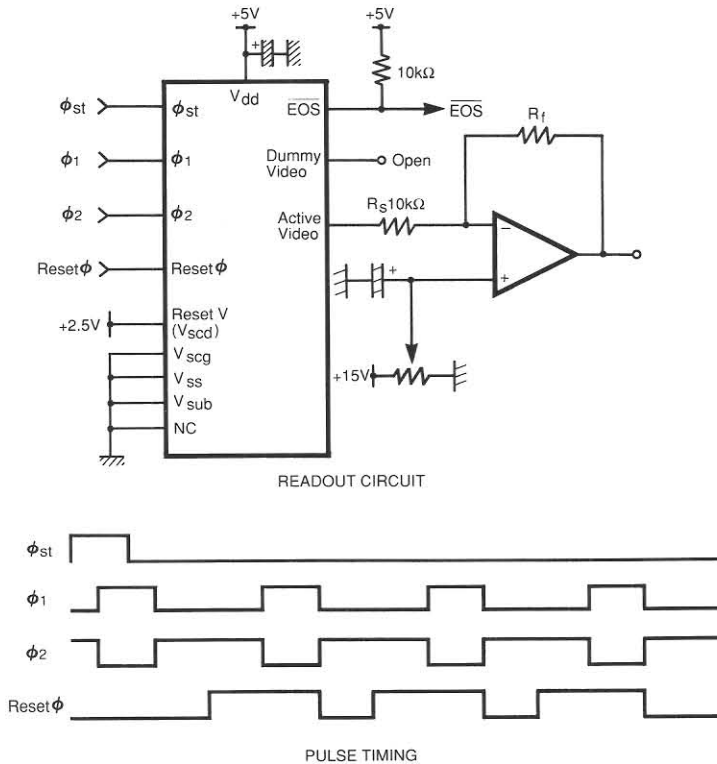 +5V
+5V
+
10kΩ
Vdd
ϕst
ϕst
EOS
EOS
Rf
ϕ1
ϕ1
Dummy
Video
Open
ϕ2
ϕ2
Active
Video
Rs10kΩ
−
+
+
Resetϕ
Resetϕ
+2.5V
Reset V
(Vscd)
Vscg
+15V
Vss
Vsub
NC
READOUT CIRCUIT
ϕst
ϕ1
ϕ2
Resetϕ
PULSE TIMING